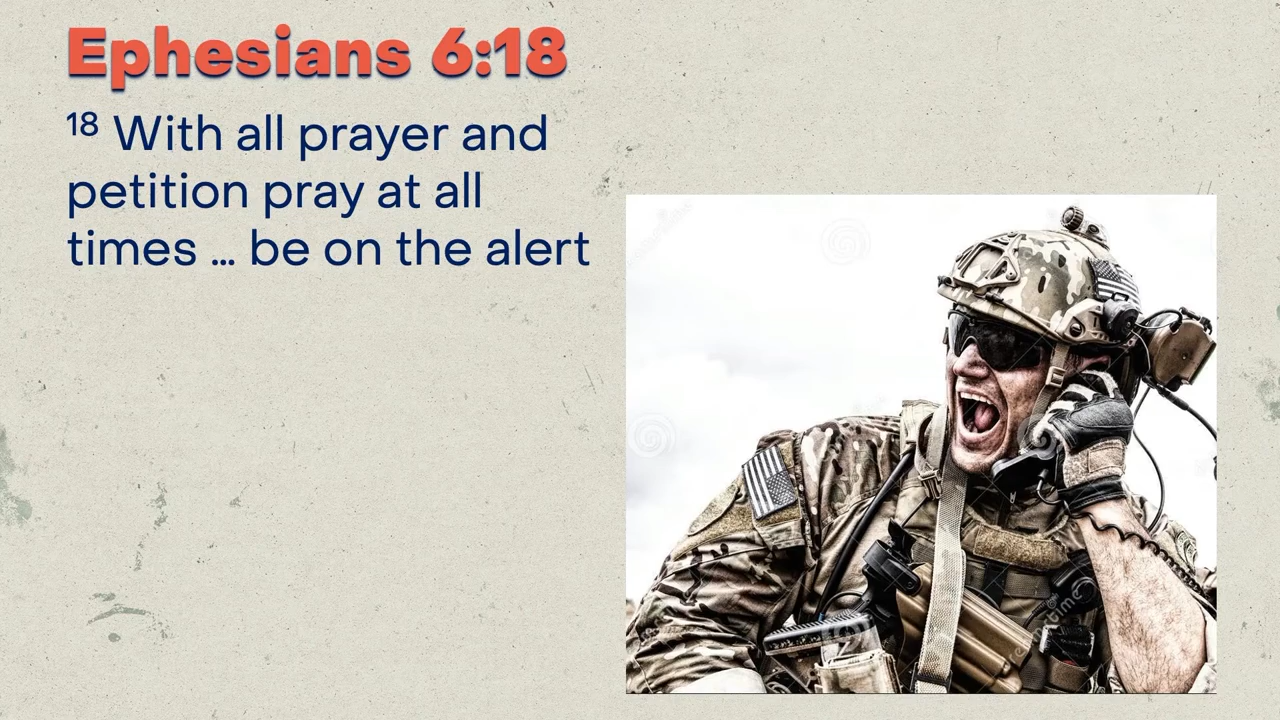 Ephesians 6:18
18 With all prayer and
petition pray at all
times ... be on the alert